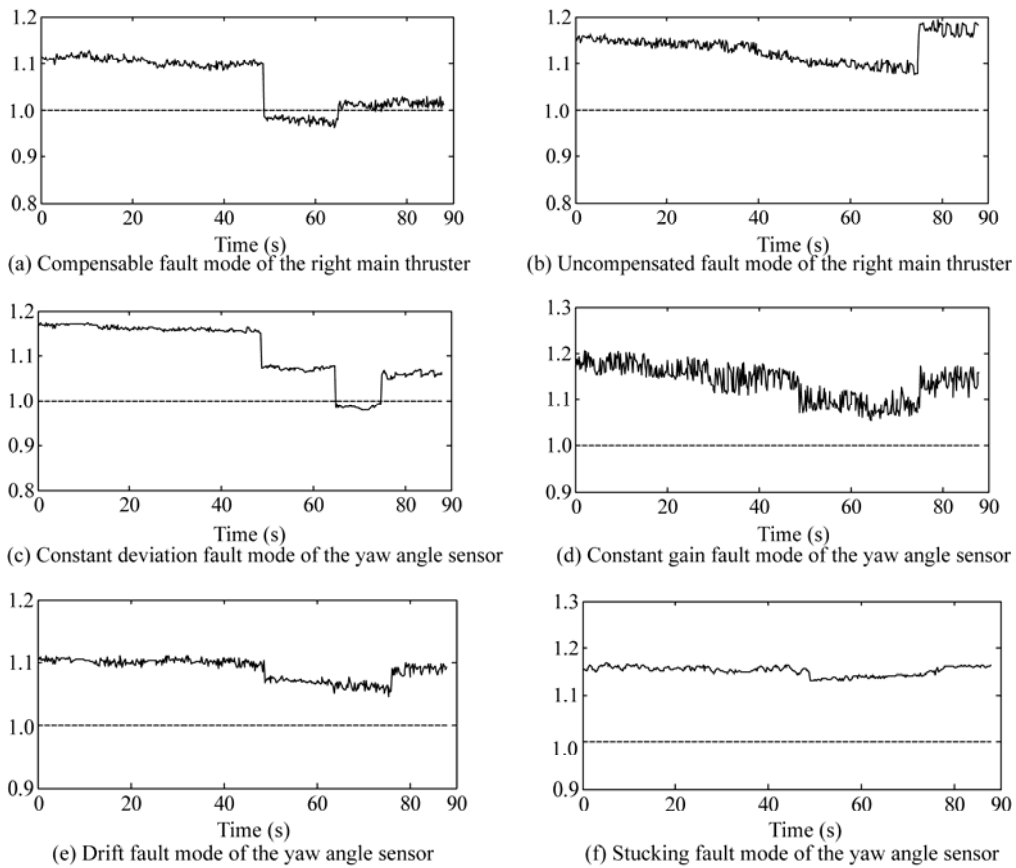 1.2
1.1
1.0
0.9
0.8
0 20 40 60 80 90
Time (s)
(a) Compensable fault mode of the right main thruster
1.2
1.1
1.0
0.9
0.8
0 20 40 60 80 90
Time (s)
(b) Uncompensated fault mode of the right main thruster
1.2
1.1
1.0
0.9
0.8
0 20 40 60 80 90
Time (s)
(c) Constant deviation fault mode of the yaw angle sensor
1.3
1.2
1.1
1.0
0.9
0 20 40 60 80 90
Time (s)
(d) Constant gain fault mode of the yaw angle sensor
1.2
1.1
1.0
0.9
0 20 40 60 80 90
Time (s)
(e) Drift fault mode of the yaw angle sensor
1.3
1.2
1.1
1.0
0.9
0 20 40 60 80 90
Time (s)
(f) Stucking fault mode of the yaw angle sensor